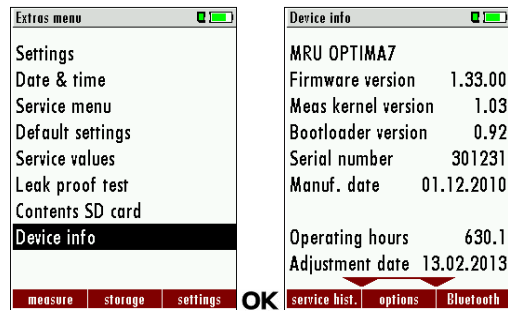 Extras menu
Settings
Date & time
Service menu
Default settings
Service values
Leak proof test
Contents SD card
Device info
measure storage settings
OK
Device info
MRU OPTIMA7
Firmware version 1.33.00
Meas kernel version 1.03
Bootloader version 0.92
Serial number 301231
Manuf. date 01.12.2010
Operating hours 630.1
Adjustment date 13.02.2013
service hist. options Bluetooth